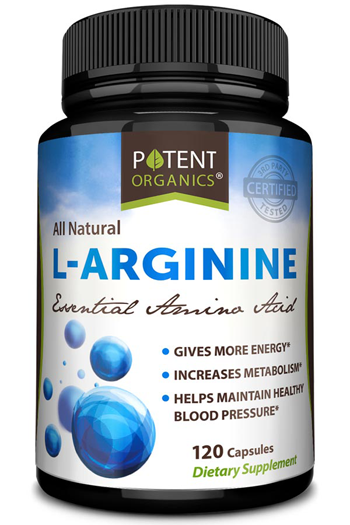 POTENT
ORGANICS®
3RD PARTY
CERTIFIED
TESTED
All Natural
L-ARGININE
Essential Amino Acid
• GIVES MORE ENERGY*
• INCREASES METABOLISM*
• HELPS MAINTAIN HEALTHY
BLOOD PRESSURE*
120 Capsules
Dietary Supplement